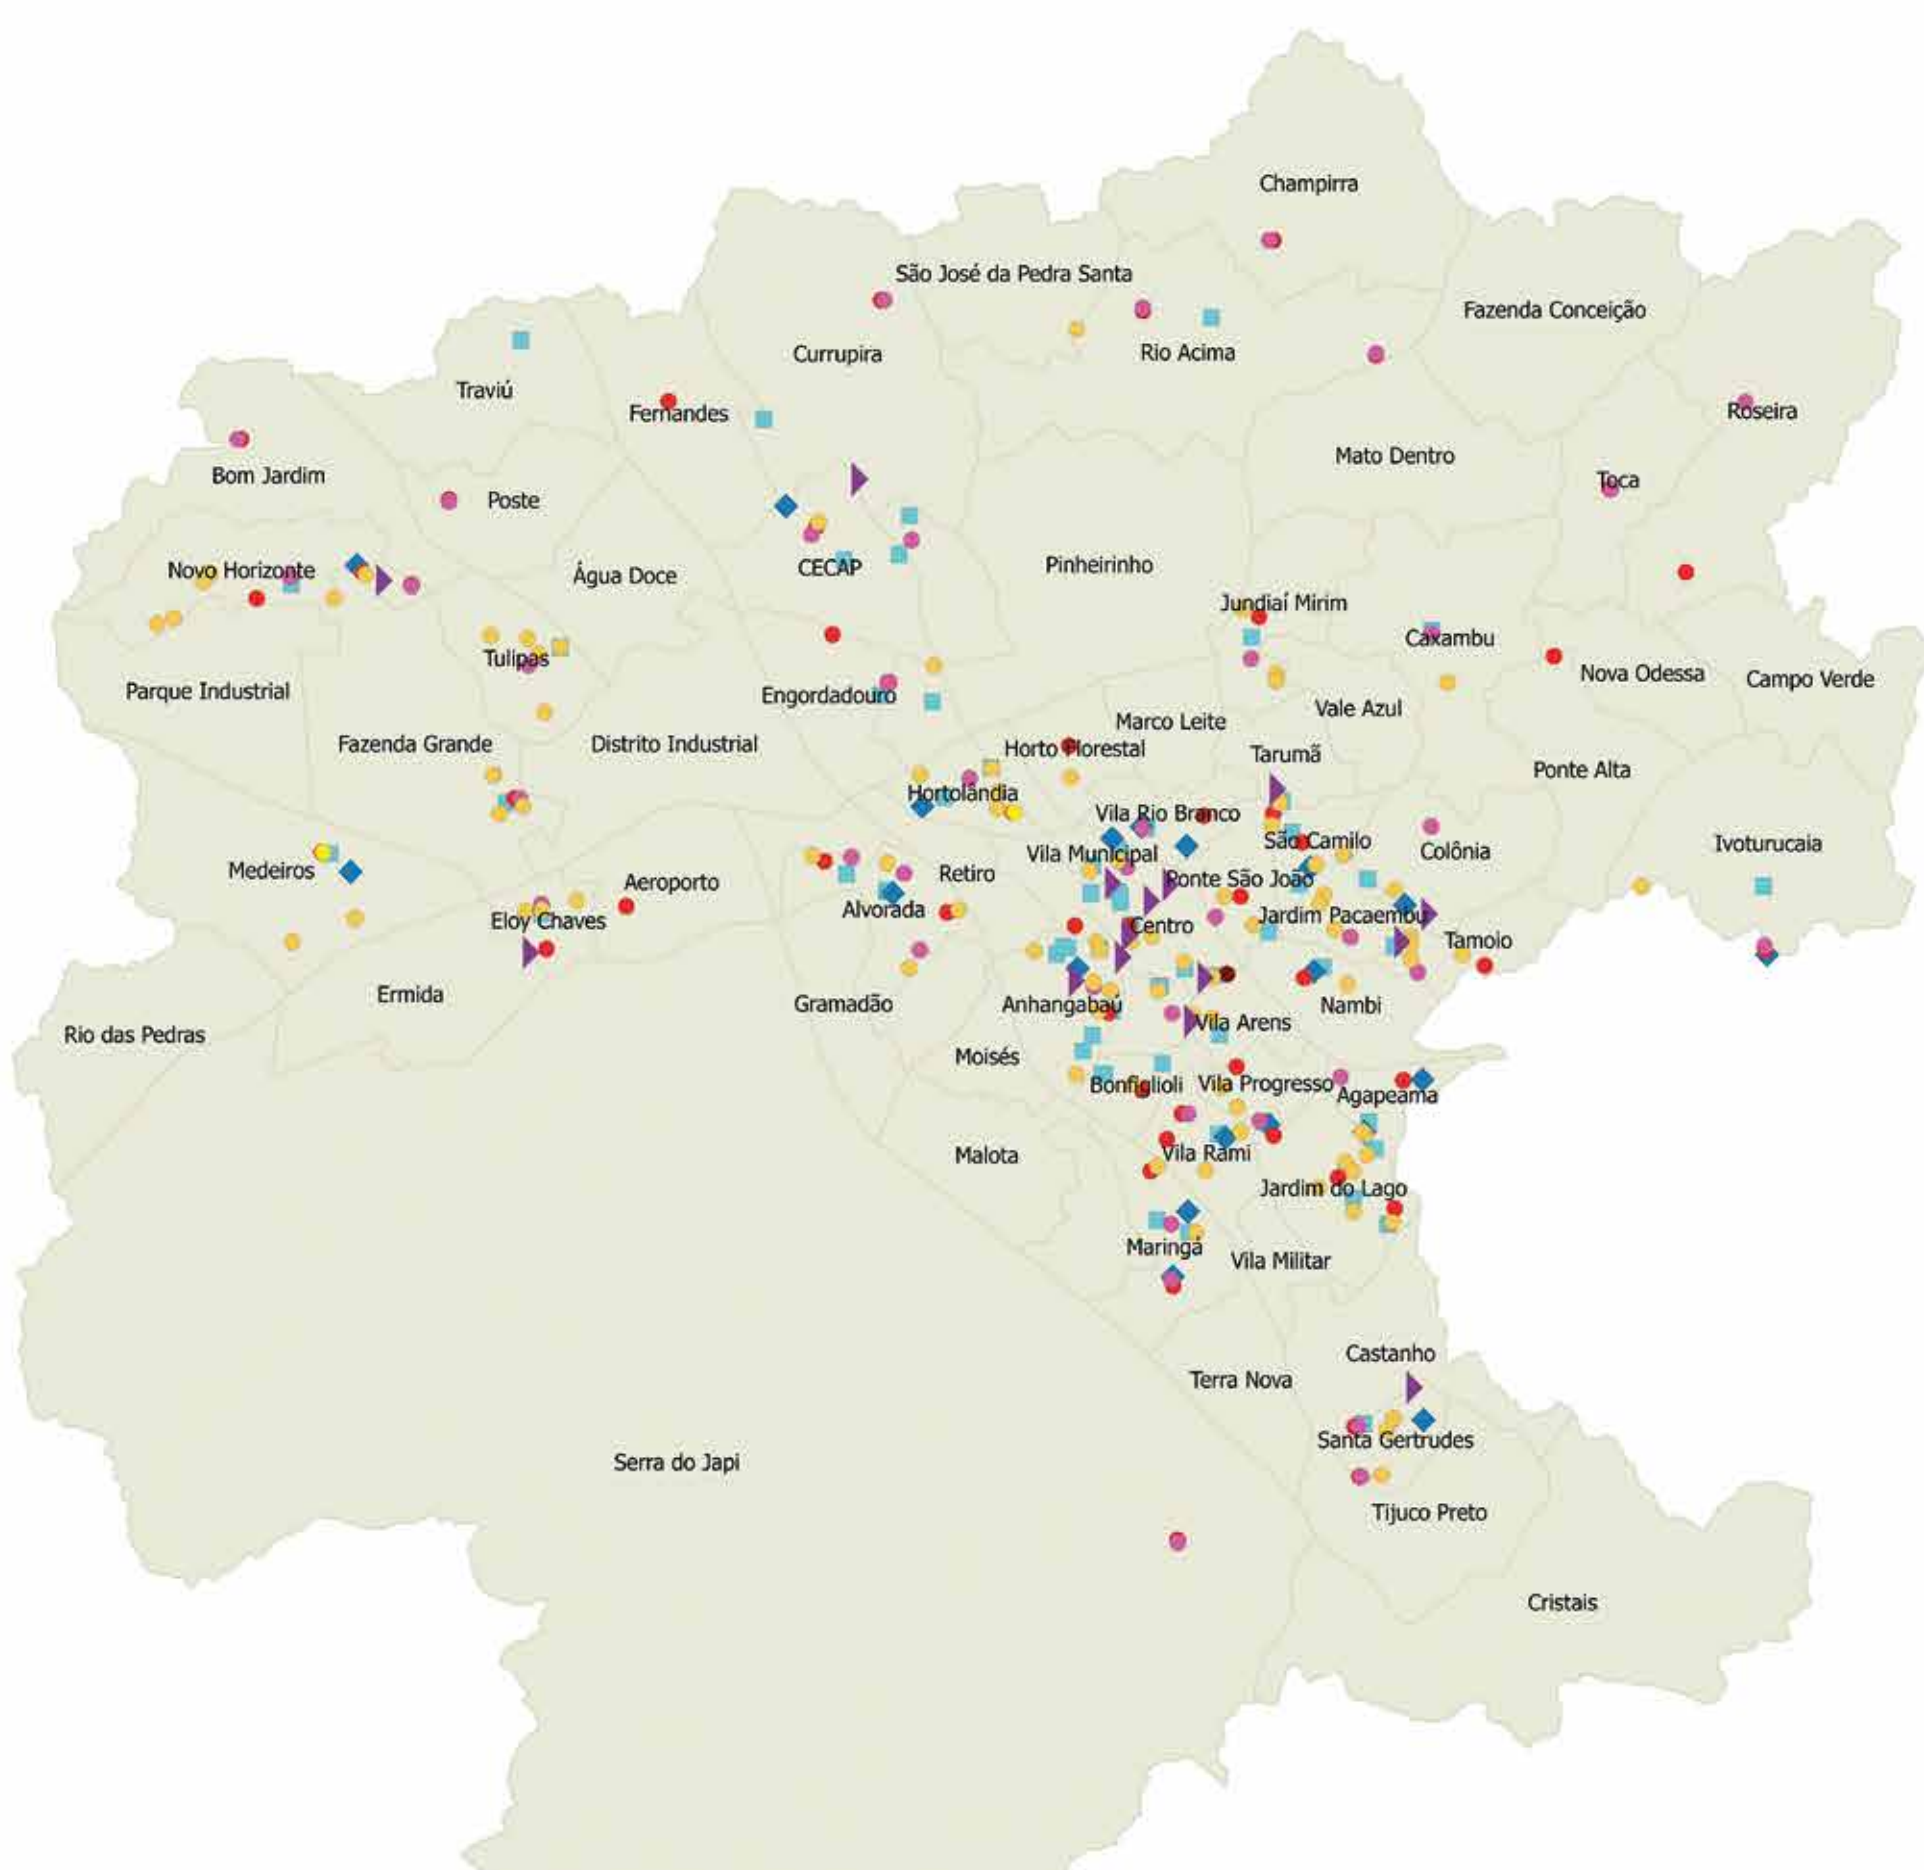 Champirra
São José da Pedra Santa
Fazenda Conceição
Currupira
Rio Acima
Traviú
Fernandes
Roseira
Mato Dentro
Bom Jardim
Toca
Poste
Novo Horizonte
Água Doce
CECAP
Pinheirinho
Jundiaí Mirim
Caxambu
Tulipas
Nova Odessa
Campo Verde
Parque Industrial
Engordadouro
Vale Azul
Marco Leite
Fazenda Grande
Distrito Industrial
Horto Florestal
Tarumã
Ponte Alta
Hortolândia
Vila Rio Branco
São Camilo
Ivoturucaia
Colônia
Vila Municipal
Medeiros
Retiro
Ponte São João
Aeroporto
Alvorada
Jardim Pacaembu
Eloy Chaves
Centro
Tamoio
Ermida
Gramadão
Anhangabaú
Nambi
Vila Arens
Rio das Pedras
Moisés
Bonfiglioli
Vila Progresso
Agapeama
Malota
Vila Rami
Jardim do Lago
Maringá
Vila Militar
Castanho
Terra Nova
Santa Gertrudes
Serra do Japi
Tijuco Preto
Cristais